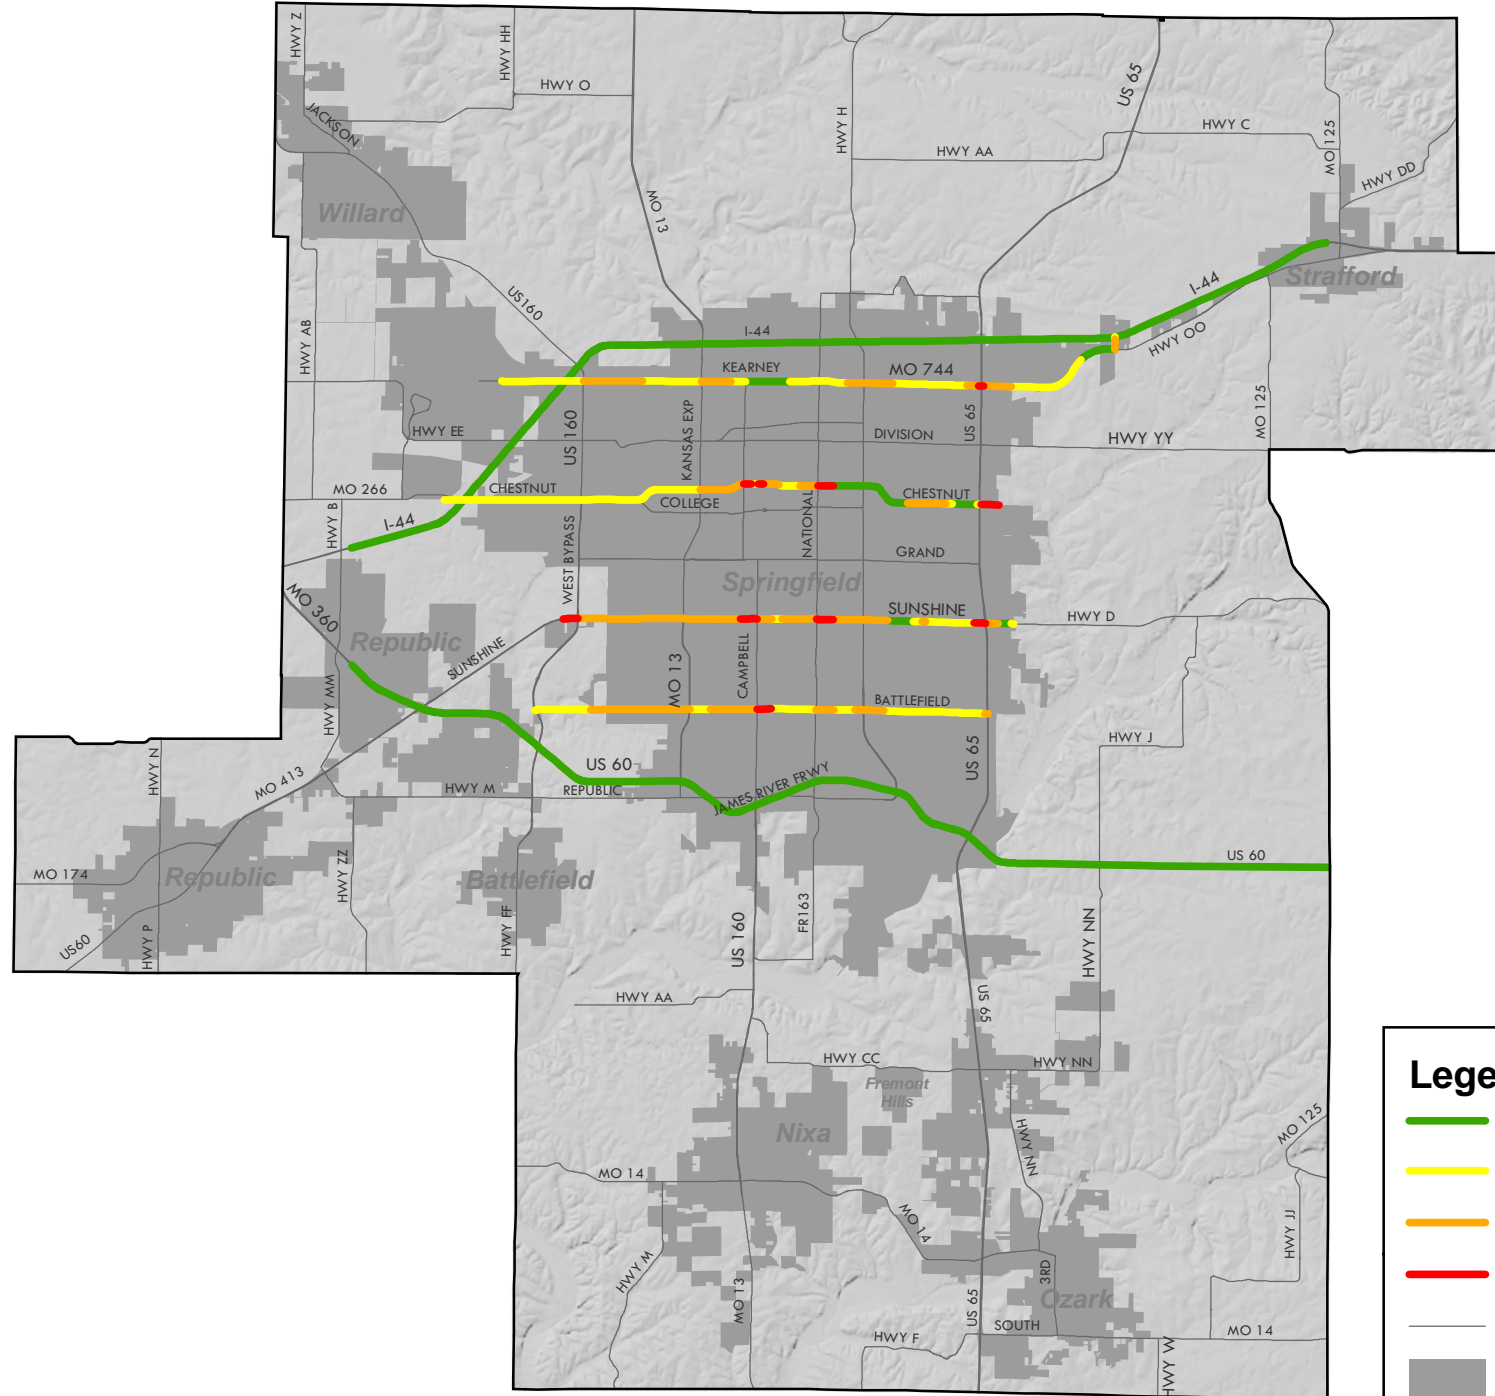 HWY Z
HWY HH
HWY O
JACKSON
Willard
MO 13
HWY H
US 65
HWY C
HWY AA
MO 125
HWY DD
Strafford
I-44
HWY OO
US160
HWY AB
I-44
KEARNEY
MO 744
HWY EE
US 160
KANSAS EXP
DIVISION
US 65
HWY YY
MO 125
MO 266
CHESTNUT
COLLEGE
NATIONAL
CHESTNUT
HWY B
I-44
WEST BYPASS
GRAND
Springfield
MO 360
Republic
SUNSHINE
SUNSHINE
HWY D
HWY MM
MO 13
CAMPBELL
BATTLEFIELD
HWY J
HWY N
MO 413
US 60
REPUBLIC
JAMES RIVER FRWY
US 65
HWY M
US 60
MO 174
Republic
HWY ZZ
Battlefield
US60
HWY P
HWY FF
US 160
FR163
HWY NN
HWY AA
US 65
HWY CC
HWY NN
Fremont
Hills
Nixa
HWY NN
MO 125
MO 14
MO 14
HWY M
MO 13
HWY JJ
3RD
Ozark
US 65
SOUTH
HWY F
MO 14
HWY W
Lege